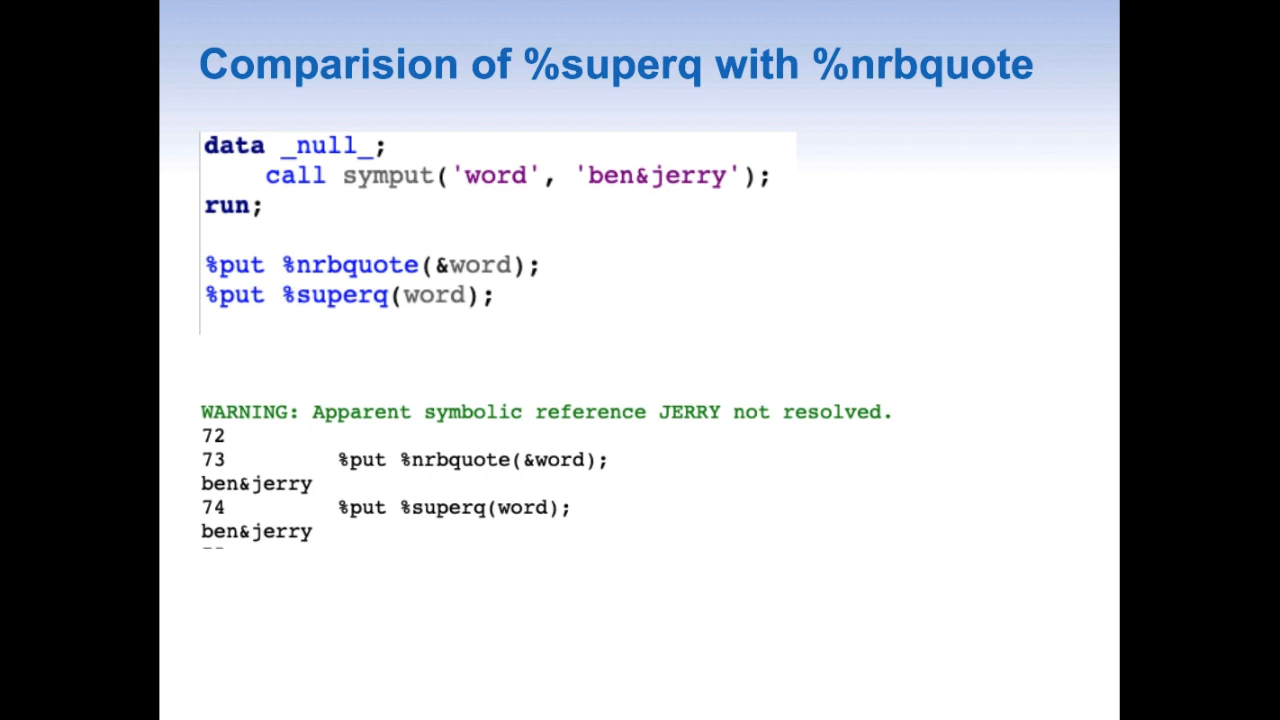 Comparision of %superq with %nrbquote
data _null_;
call symput('word', 'ben&jerry');
run;
%put %nrbquote(&word);
%put %superq(word);
WARNING: Apparent symbolic reference JERRY not resolved.
72
73 %put %nrbquote(&word);
ben&jerry
74 %put %superq(word);
ben&jerry